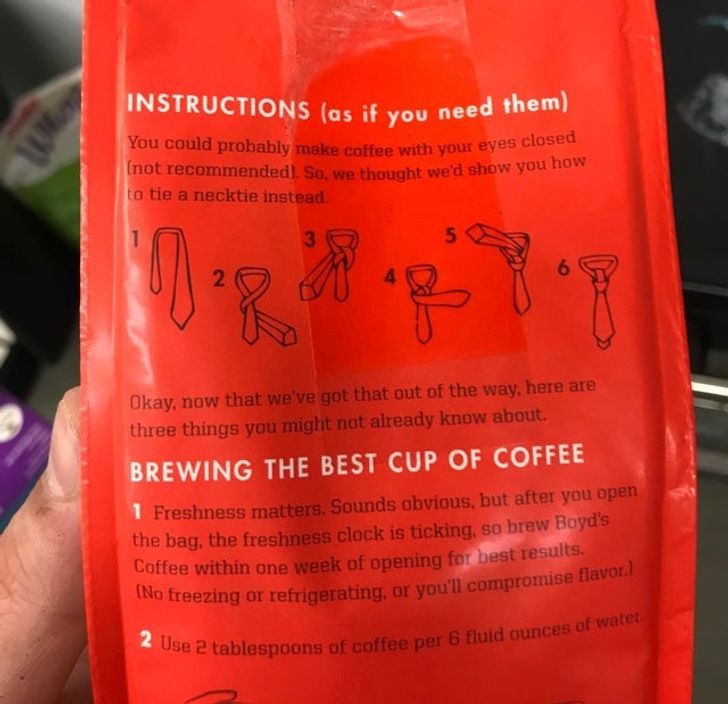 INSTRUCTIONS (as if you need them)
You could probably make coffee with your eyes closed
(not recommended). So, we thought we'd show you how
to tie a necktie instead.
1 2 3 4 5 6
Okay, now that we've got that out of the way, here are
three things you might not already know about.
BREWING THE BEST CUP OF COFFEE
1 Freshness matters. Sounds obvious, but after you open
the bag, the freshness clock is ticking, so brew Boyd's
Coffee within one week of opening for best results.
(No freezing or refrigerating, or you'll compromise flavor.)
2 Use 2 tablespoons of coffee per 6 fluid ounces of water.